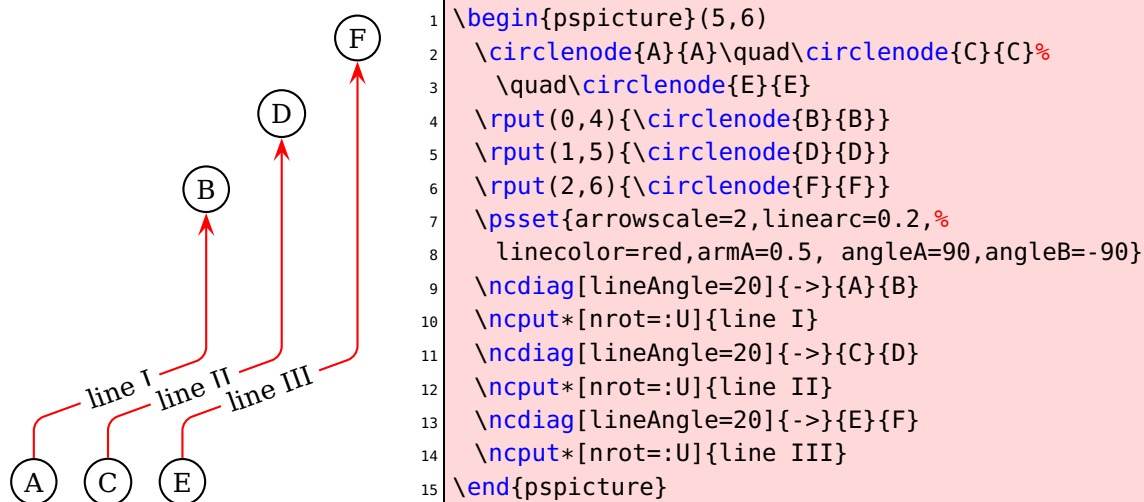 F
D
B
line I
line II
line III
A C E
1 \begin{pspicture}(5,6)
2 \circlenode{A}{A}\quad\circlenode{C}{C}%
3 \quad\circlenode{E}{E}
4 \rput(0,4){\circlenode{B}{B}}
5 \rput(1,5){\circlenode{D}{D}}
6 \rput(2,6){\circlenode{F}{F}}
7 \psset{arrowscale=2,linearc=0.2,%
8 linecolor=red,armA=0.5, angleA=90,angleB=-90}
9 \ncdiag[lineAngle=20]{->}{A}{B}
10 \ncput*[nrot=:U]{line I}
11 \ncdiag[lineAngle=20]{->}{C}{D}
12 \ncput*[nrot=:U]{line II}
13 \ncdiag[lineAngle=20]{->}{E}{F}
14 \ncput*[nrot=:U]{line III}
15 \end{pspicture}